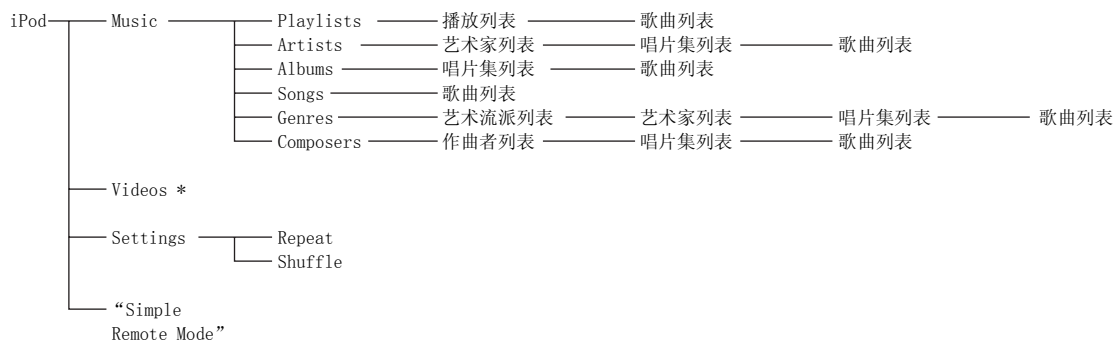 iPod Music Playlists 播放列表 歌曲列表
Artists 艺术家列表 唱片集列表 歌曲列表
Albums 唱片集列表 歌曲列表
Songs 歌曲列表
Genres 艺术流派列表 艺术家列表 唱片集列表 歌曲列表
Composers 作曲者列表 唱片集列表 歌曲列表
Videos *
Settings Repeat
Shuffle
“Simple
Remote Mode”